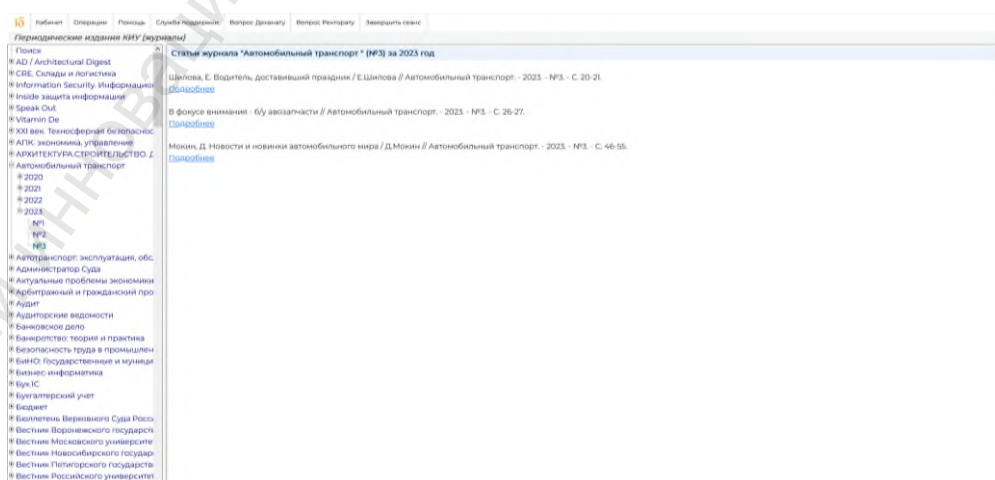 Кабинет Операции Помощь Служба поддержки Вопрос Деканату Вопрос Ректорату Завершить сеанс
Периодические издания КИУ (журналы)
Поиск
AD / Architectural Digest
CRE. Склады и логистика
Information Security. Информацион
Inside защита информации
Speak Out
Vitamin De
XXI век. Техносферная безопаснос
АПК: экономика, управление
АРХИТЕКТУРА.СТРОИТЕЛЬСТВО. Д
Автомобильный транспорт
2020
2021
2022
2023
№1
№2
№3
Автотранспорт: эксплуатация, обс
Администратор Суда
Актуальные проблемы экономики
Арбитражный и гражданский про
Аудит
Аудиторские ведомости
Банковское дело
Банкротство: теория и практика
Безопасность труда в промышлен
БиНО: Государственные и муници
Бизнес-информатика
Бух.1С
Бухгалтерский учет
Бюджет
Бюллетень Верховного Суда Росси
Вестник Воронежского государств
Вестник Московского университе
Вестник Новосибирского государ
Вестник Пятигорского государстве
Вестник Российского университет
Статьи журнала "Автомобильный транспорт " (№3) за 2023 год
Шилова, Е. Водитель, доставивший праздник / Е.Шилова // Автомобильный транспорт. - 2023. - №3. - С. 20-21.
Подробнее
В фокусе внимания - б/у авозапчасти // Автомобильный транспорт. - 2023. - №3. - С. 26-27.
Подробнее
Мокин, Д. Новости и новинки автомобильного мира / Д.Мокин // Автомобильный транспорт. - 2023. - №3. - С. 46-55.
Подробнее